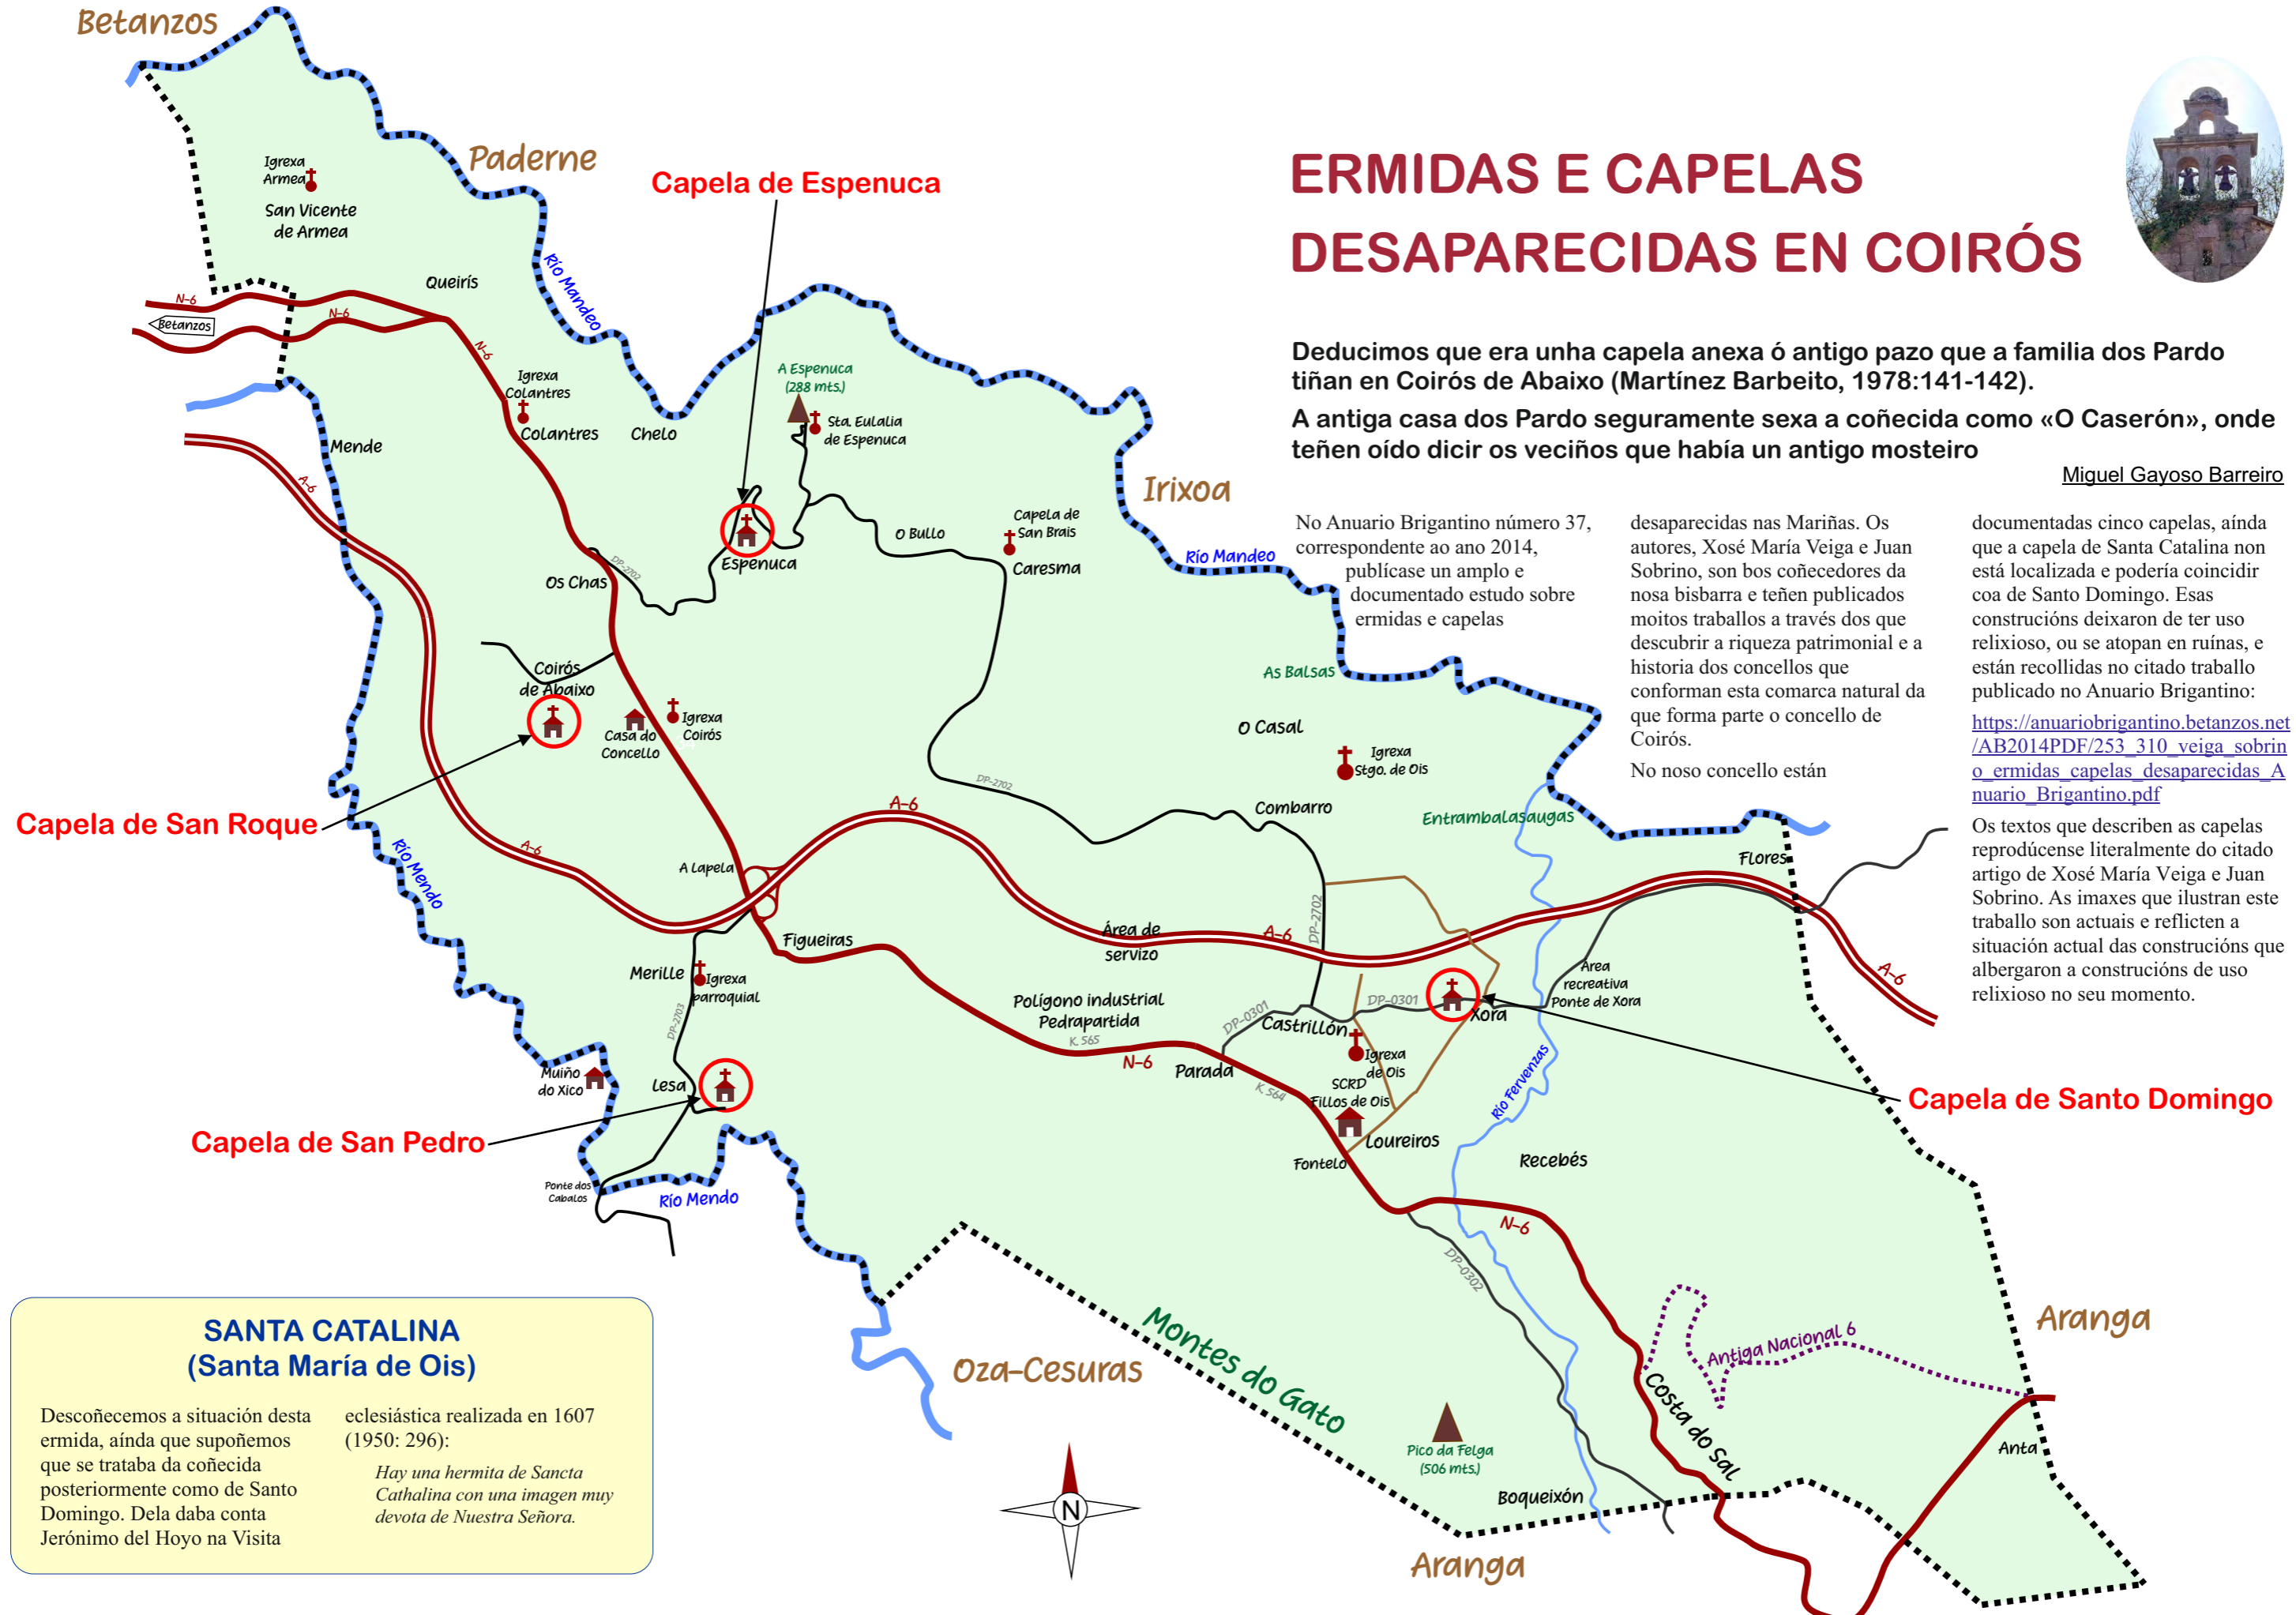 ERMIDAS E CAPELAS
DESAPARECIDAS EN COIRÓS
Deducimos que era unha capela anexa ó antigo pazo que a familia dos Pardo
tiñan en Coirós de Abaixo (Martínez Barbeito, 1978:141-142).
A antiga casa dos Pardo seguramente sexa a coñecida como «O Caserón», onde
teñen oído dicir os veciños que había un antigo mosteiro
Miguel Gayoso Barreiro
No Anuario Brigantino número 37,
correspondente ao ano 2014,
publícase un amplo e
documentado estudo sobre
ermidas e capelas
desaparecidas nas Mariñas. Os
autores, Xosé María Veiga e Juan
Sobrino, son bos coñecedores da
nosa bisbarra e teñen publicados
moitos traballos a través dos que
descubrir a riqueza patrimonial e a
historia dos concellos que
conforman esta comarca natural da
que forma parte o concello de
Coirós.
No noso concello están
documentadas cinco capelas, aínda
que a capela de Santa Catalina non
está localizada e podería coincidir
coa de Santo Domingo. Esas
construcións deixaron de ter uso
relixioso, ou se atopan en ruínas, e
están recollidas no citado traballo
publicado no Anuario Brigantino:
https://anuariobrigantino.betanzos.net
/AB2014PDF/253_310_veiga_sobrin
o_ermidas_capelas_desaparecidas_A
nuario_Brigantino.pdf
Os textos que describen as capelas
reprodúcense literalmente do citado
artigo de Xosé María Veiga e Juan
Sobrino. As imaxes que ilustran este
traballo son actuais e reflicten a
situación actual das construcións que
albergaron a construcións de uso
relixioso no seu momento.
Betanzos
Paderne
Capela de Espenuca
Igrexa
Armea
San Vicente
de Armea
Río Mandeo
Queirís
N-6
Betanzos
N-6
N-6
Igrexa
Colantres
Colantres
Chelo
A Espenuca
(288 mts.)
Sta. Eulalia
de Espenuca
Mende
A-6
Irixoa
Capela de
San Brais
O Bullo
Caresma
Río Mandeo
Espenuca
DP-2702
Os Chas
Coirós
de Abaixo
Casa do
Concello
Igrexa
Coirós
As Balsas
O Casal
Igrexa
Stgo. de Ois
DP-2702
Combarro
Entrambalasaugas
Capela de San Roque
A-6
A-6
Río Mendo
A Lapela
Flores
Figueiras
Área de
servizo
A-6
DP-2702
A-6
Merille
Igrexa
parroquial
DP-2703
Polígono industrial
Pedrapartida
K. 565
DP-0301
DP-0301
Castrillón
Xora
Area
recreativa
Ponte de Xora
N-6
Parada
Igrexa
de Ois
K. 564
SCRD
Fillos de Ois
Río Fervenzas
Capela de Santo Domingo
Muiño
do Xico
Lesa
Capela de San Pedro
Loureiros
Fontelo
Recebés
Ponte dos
Cabalos
Río Mendo
N-6
DP-0302
Montes do Gato
Antiga Nacional 6
Aranga
Oza-Cesuras
Costa do Sal
Pico da Felga
(506 mts.)
Anta
Boqueixón
Aranga
N
SANTA CATALINA
(Santa María de Ois)
Descoñecemos a situación desta
ermida, aínda que supoñemos
que se trataba da coñecida
posteriormente como de Santo
Domingo. Dela daba conta
Jerónimo del Hoyo na Visita
eclesiástica realizada en 1607
(1950: 296):
Hay una hermita de Sancta
Cathalina con una imagen muy
devota de Nuestra Señora.